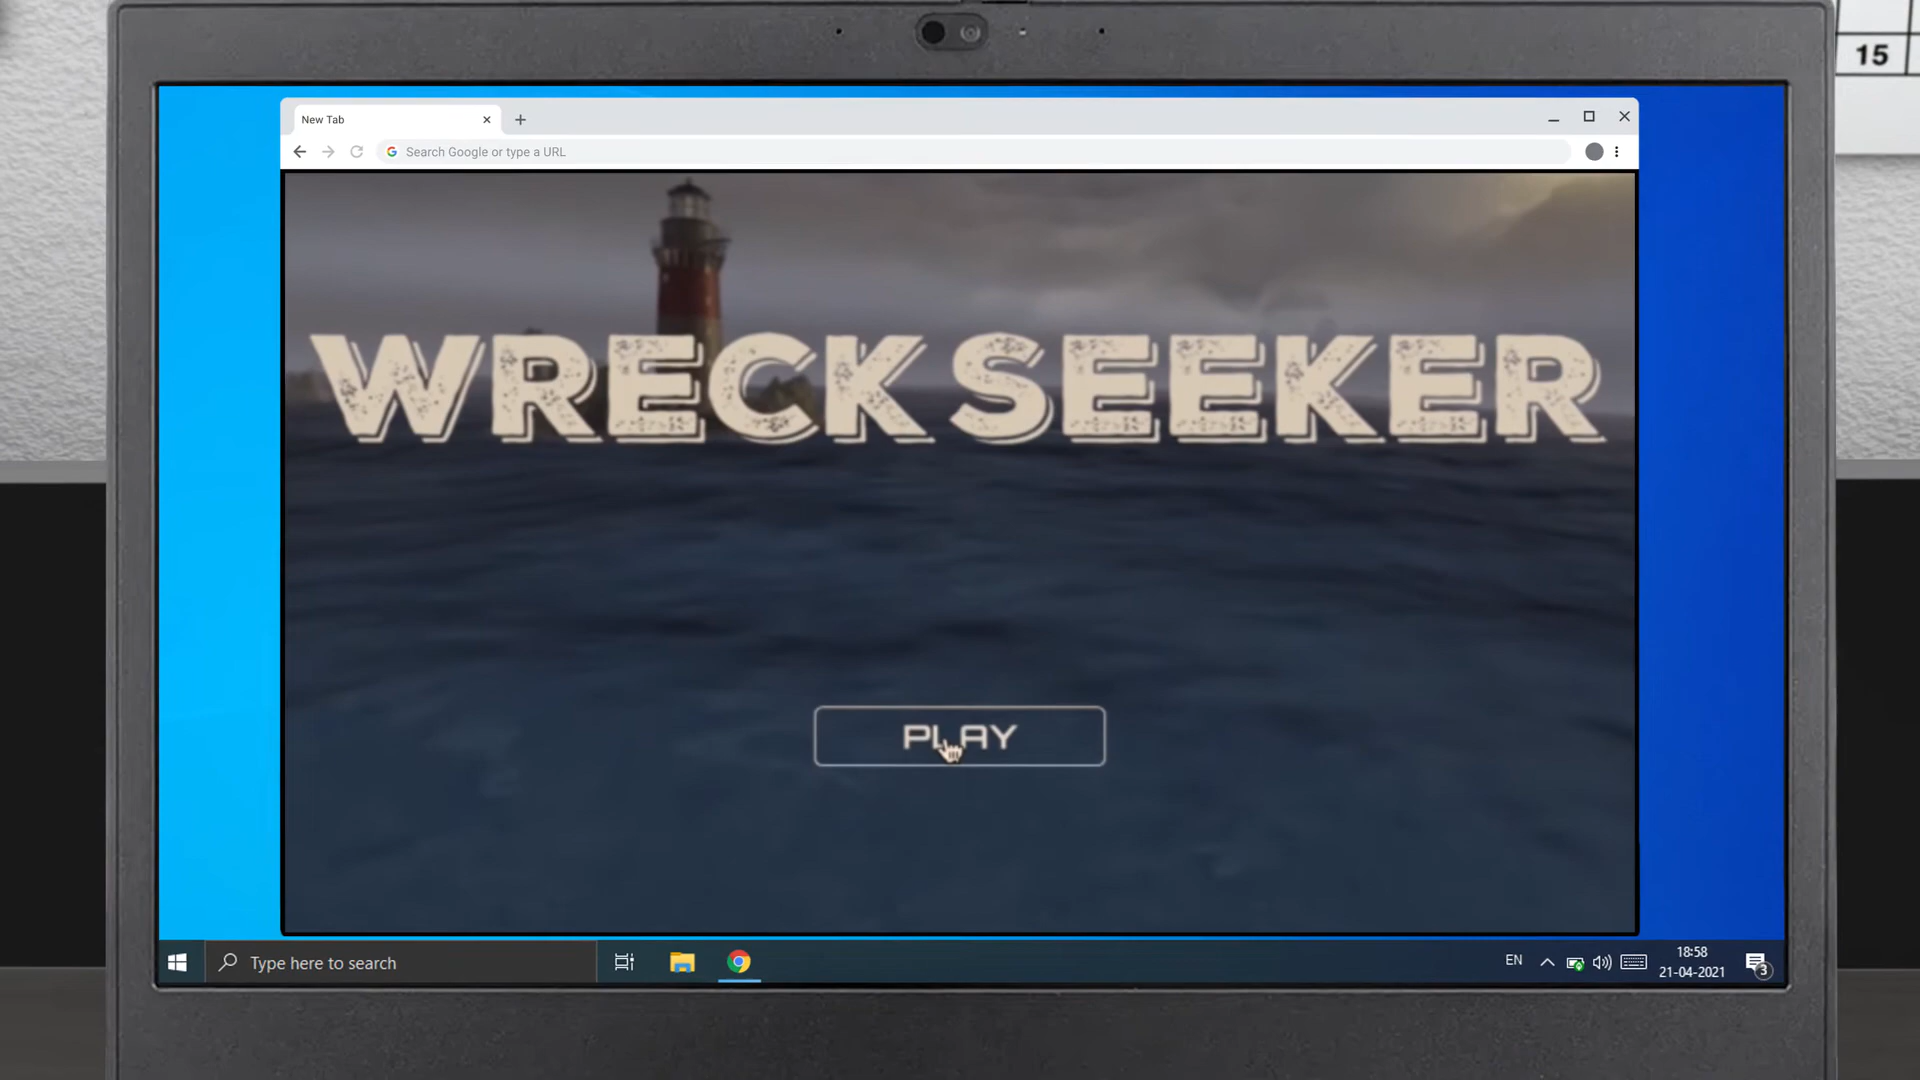 15
New Tab
Search Google or type a URL
WRECK SEEKER
PLAY
Type here to search
EN
18:58
21-04-2021
3